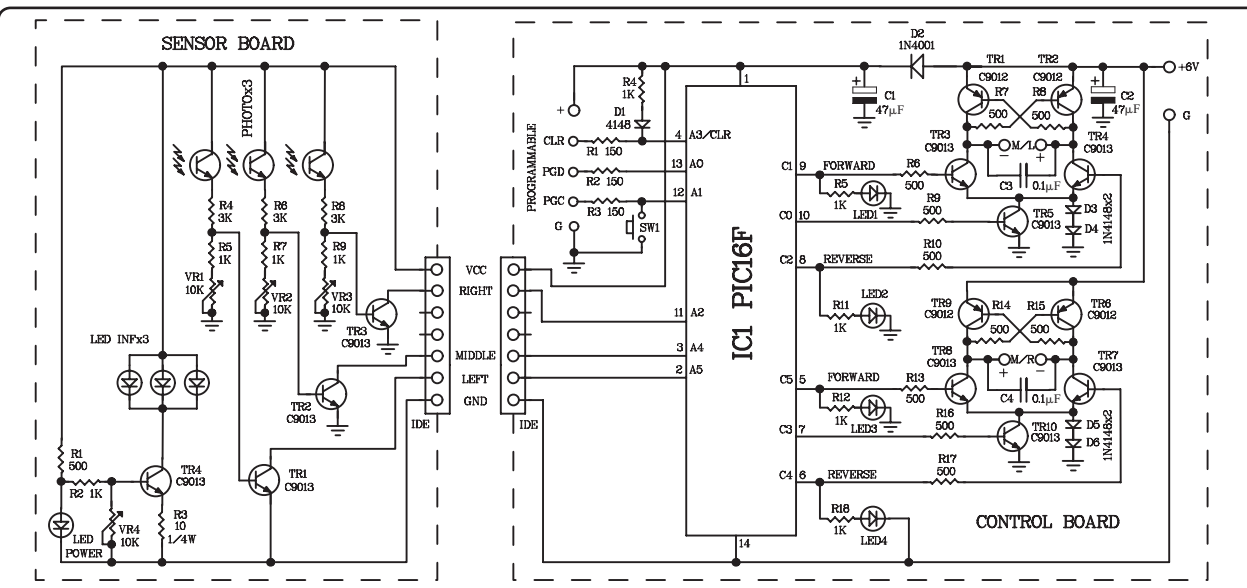 SENSOR BOARD
PHOTOx3
R4
3K
R6
3K
R8
3K
R5
1K
R7
1K
R9
1K
VR1
10K
VR2
10K
VR3
10K
TR3
C9013
LED INFx3
TR2
C9013
R1
500
R2 1K
TR4
C9013
TR1
C9013
LED
POWER
VR4
10K
R3
10
1/4W
VCC
RIGHT
MIDDLE
LEFT
GND
IDE
IDE
CONTROL BOARD
PROGRAMMABLE
+
CLR
PGD
PGC
G
R4
1K
D1
4148
R1 150
R2 150
R3 150
SW1
1
4 A3/CLR
13 A0
12 A1
11 A2
3 A4
2 A5
14
IC1 PIC16F
C1 9
C0 10
C2 8
C5 5
C3 7
C4 6
D2
1N4001
+
C1
47μF
+
C2
47μF
+6V
G
TR1
C9012
TR2
C9012
R7
500
R8
500
TR3
C9013
TR4
C9013
M/L
−
+
C3
0.1μF
FORWARD
R6
500
R5
1K
LED1
R9
500
TR5
C9013
D3
D4
1N4148x2
R10
500
REVERSE
R11
1K
LED2
TR9
C9012
R14
500
R15
500
TR6
C9012
TR8
C9013
TR7
C9013
M/R
+
−
C4
0.1μF
FORWARD
R13
500
R12
1K
LED3
R16
500
TR10
C9013
D5
D6
1N4148x2
R17
500
REVERSE
R18
1K
LED4